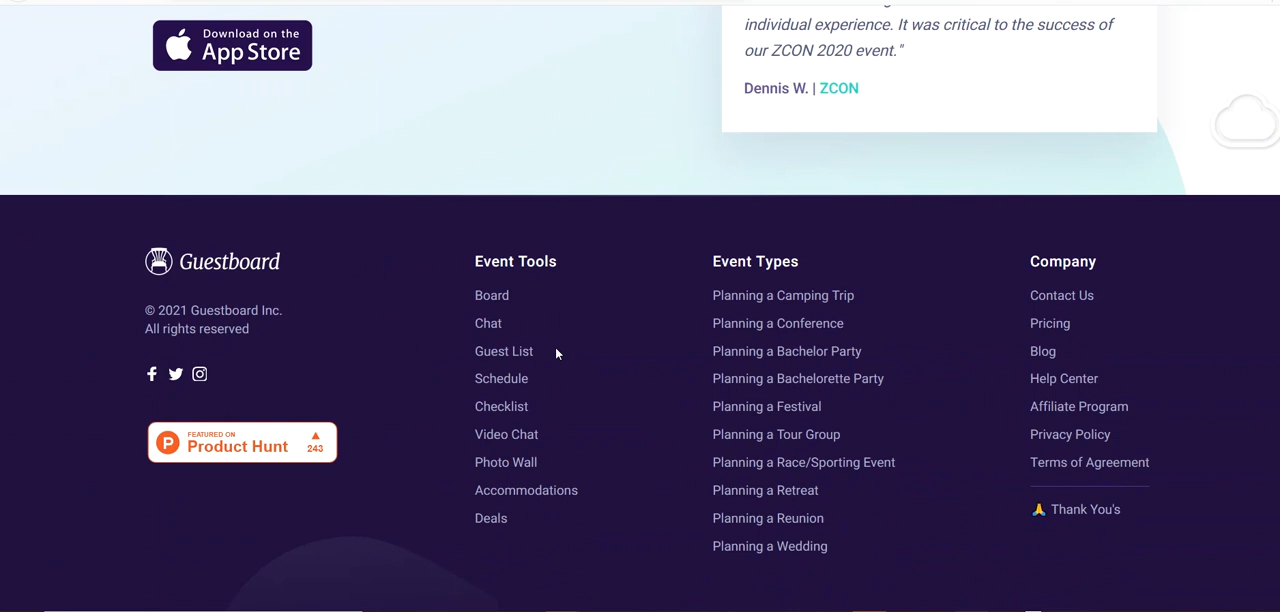 Download on the
App Store
individual experience. It was critical to the success of
our ZCON 2020 event."
Dennis W. | ZCON
Guestboard
© 2021 Guestboard Inc.
All rights reserved
FEATURED ON
Product Hunt
243
Event Tools
Board
Chat
Guest List
Schedule
Checklist
Video Chat
Photo Wall
Accommodations
Deals
Event Types
Planning a Camping Trip
Planning a Conference
Planning a Bachelor Party
Planning a Bachelorette Party
Planning a Festival
Planning a Tour Group
Planning a Race/Sporting Event
Planning a Retreat
Planning a Reunion
Planning a Wedding
Company
Contact Us
Pricing
Blog
Help Center
Affiliate Program
Privacy Policy
Terms of Agreement
🙏 Thank You's